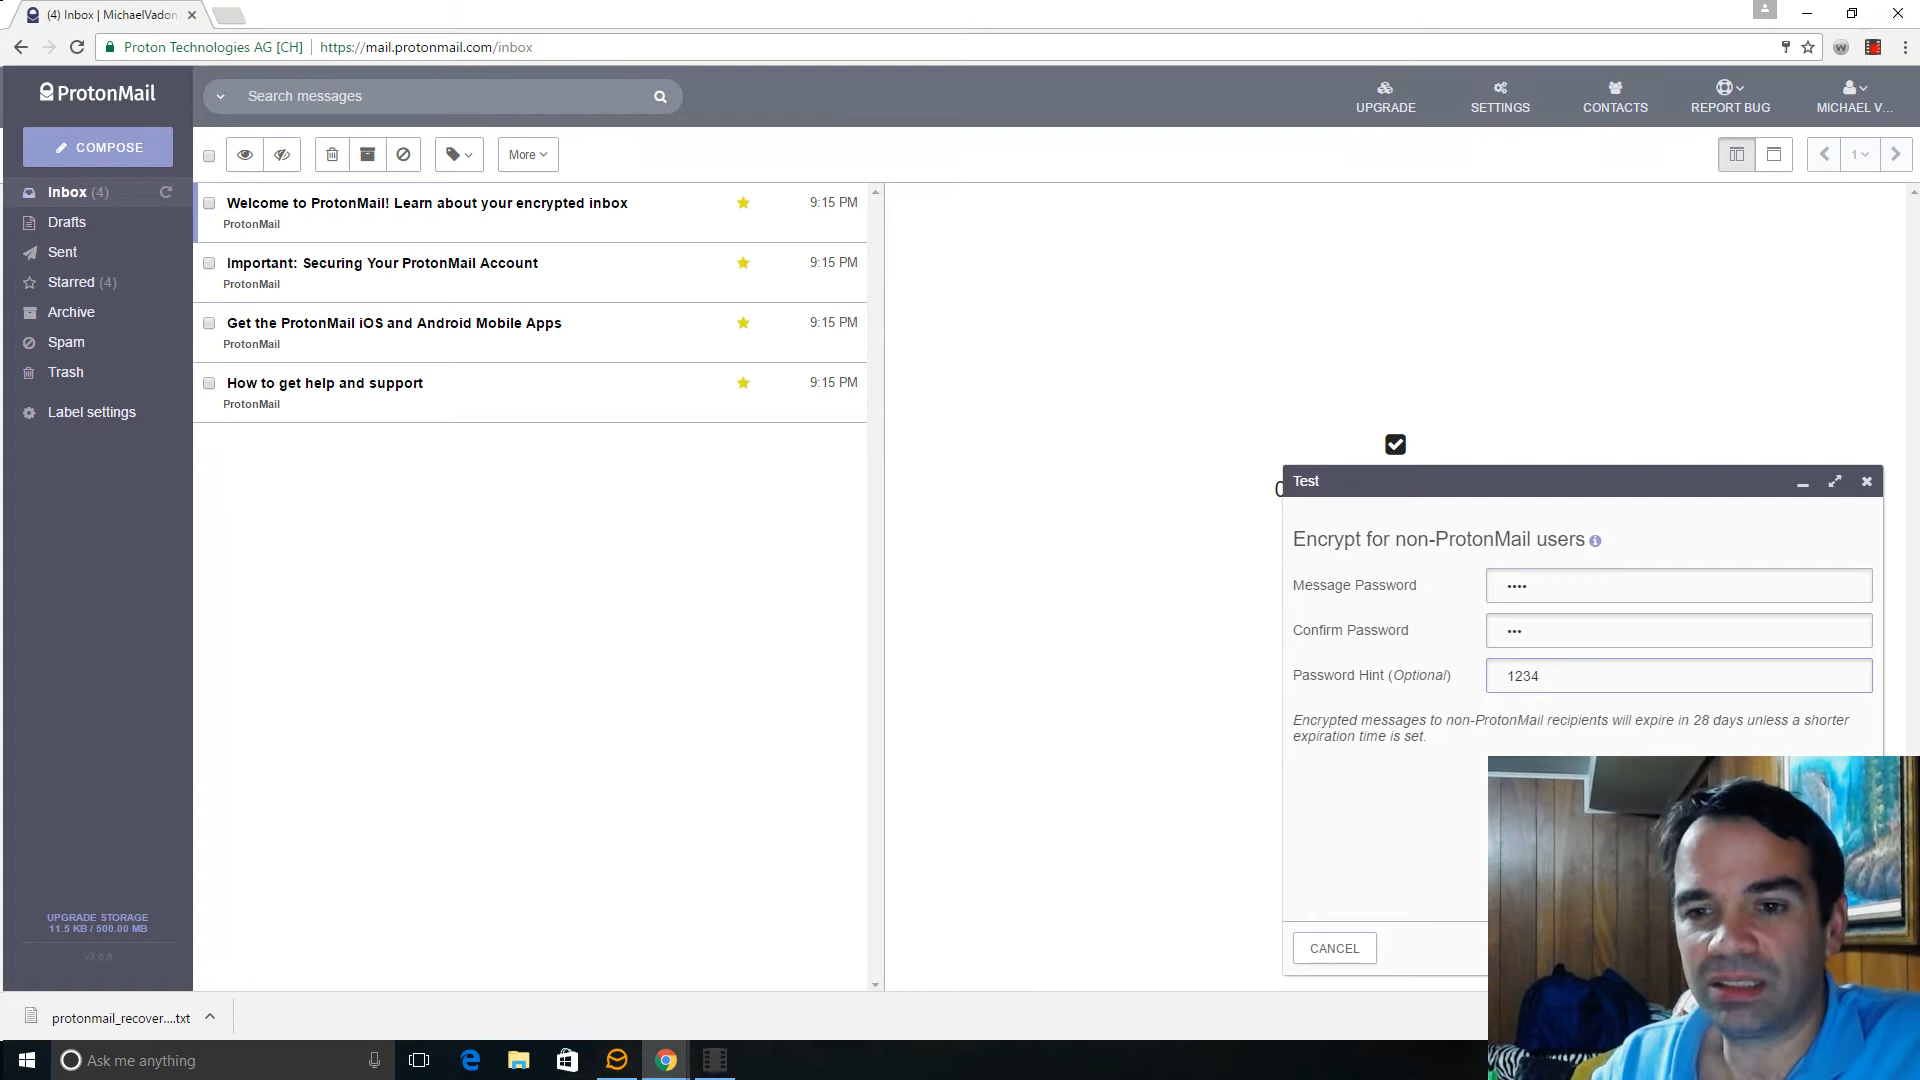 (4) Inbox | MichaelVadon
Proton Technologies AG [CH] https://mail.protonmail.com/inbox
ProtonMail
Search messages
UPGRADE
SETTINGS
CONTACTS
REPORT BUG
MICHAEL V...
COMPOSE
More
1
Inbox (4)
Drafts
Sent
Starred (4)
Archive
Spam
Trash
Label settings
Welcome to ProtonMail! Learn about your encrypted inbox 9:15 PM
ProtonMail
Important: Securing Your ProtonMail Account 9:15 PM
ProtonMail
Get the ProtonMail iOS and Android Mobile Apps 9:15 PM
ProtonMail
How to get help and support 9:15 PM
ProtonMail
Test
Encrypt for non-ProtonMail users
Message Password ••••
Confirm Password •••
Password Hint (Optional) 1234
Encrypted messages to non-ProtonMail recipients will expire in 28 days unless a shorter
expiration time is set.
CANCEL
UPGRADE STORAGE
11.5 KB / 500.00 MB
v3.6.0
protonmail_recover....txt
Ask me anything